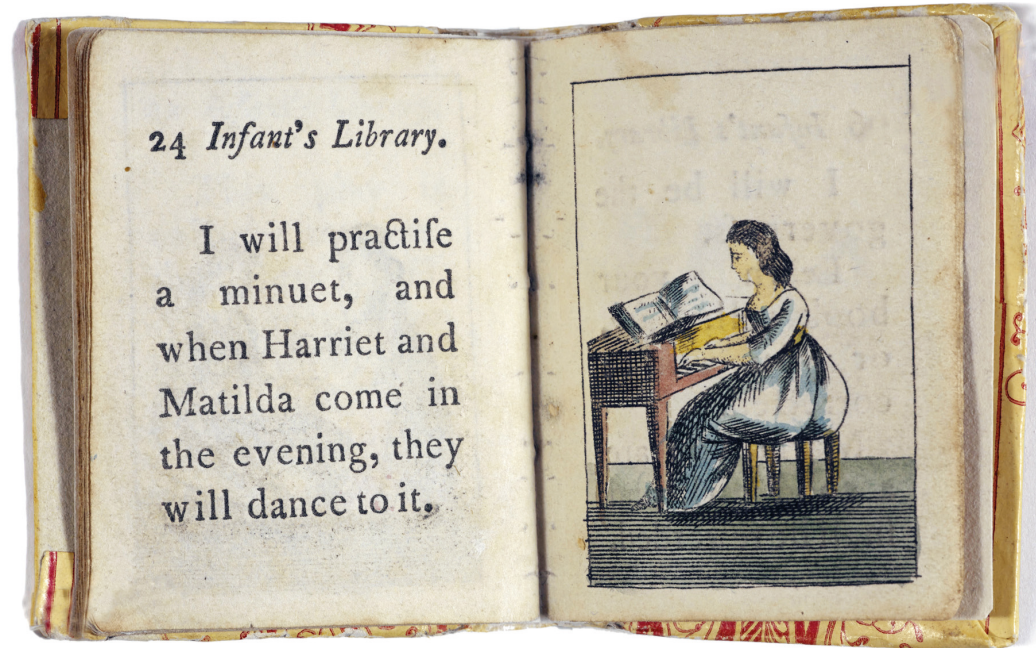 24 Infant's Library.
I will practiſe
a minuet, and
when Harriet and
Matilda come in
the evening, they
will dance to it.